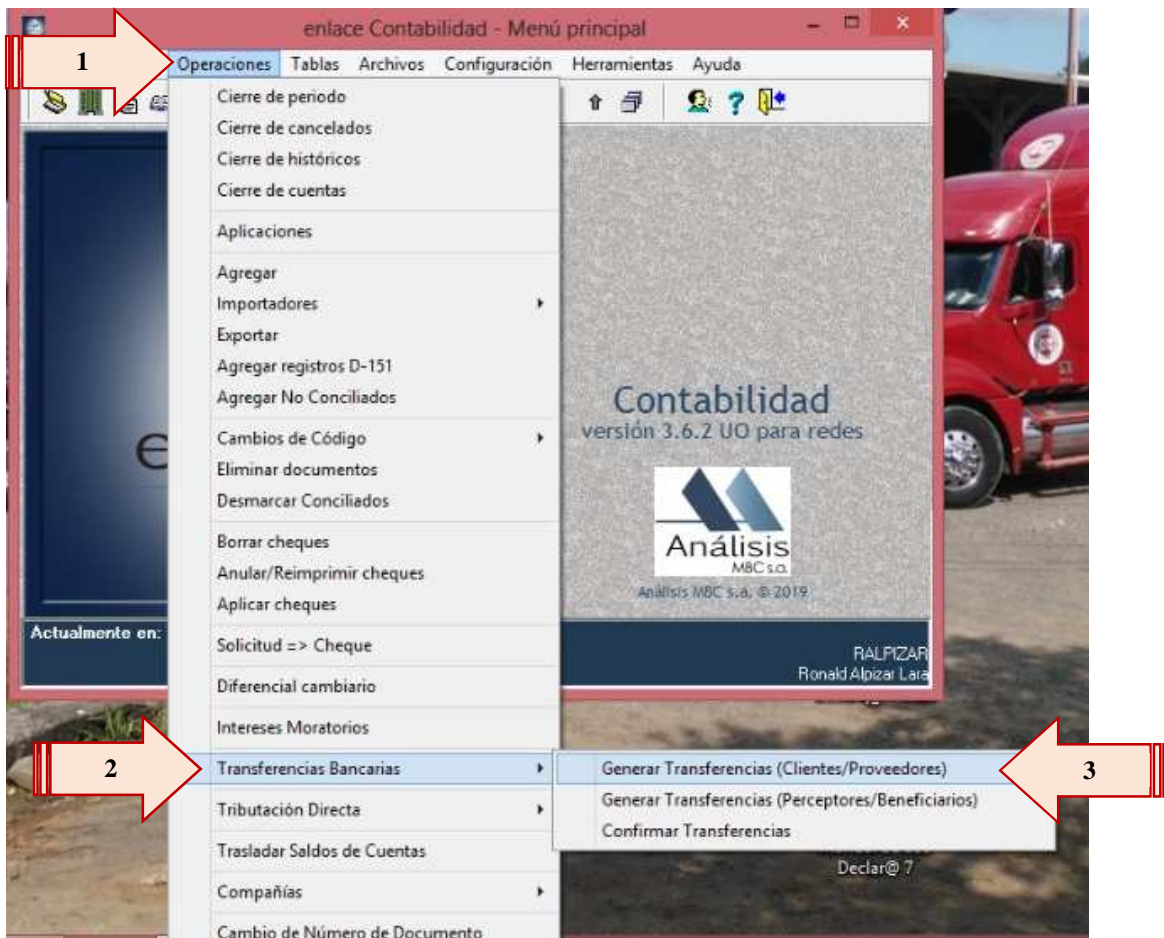 enlace Contabilidad - Menú principal
1
Operaciones Tablas Archivos Configuración Herramientas Ayuda
Cierre de periodo
Cierre de cancelados
Cierre de históricos
Cierre de cuentas
Aplicaciones
Agregar
Importadores
Exportar
Agregar registros D-151
Agregar No Conciliados
Cambios de Código
Eliminar documentos
Desmarcar Conciliados
Borrar cheques
Anular/Reimprimir cheques
Aplicar cheques
Solicitud => Cheque
Diferencial cambiario
Intereses Moratorios
2
Transferencias Bancarias
Tributación Directa
Trasladar Saldos de Cuentas
Compañías
Cambio de Número de Documento
Generar Transferencias (Clientes/Proveedores)
3
Generar Transferencias (Perceptores/Beneficiarios)
Confirmar Transferencias
e
Contabilidad
versión 3.6.2 UO para redes
Análisis
MBC s.a.
Análisis MBC s.a. © 2019
Actualmente en:
RALPIZAR
Ronald Alpizar Lara
Declar@ 7